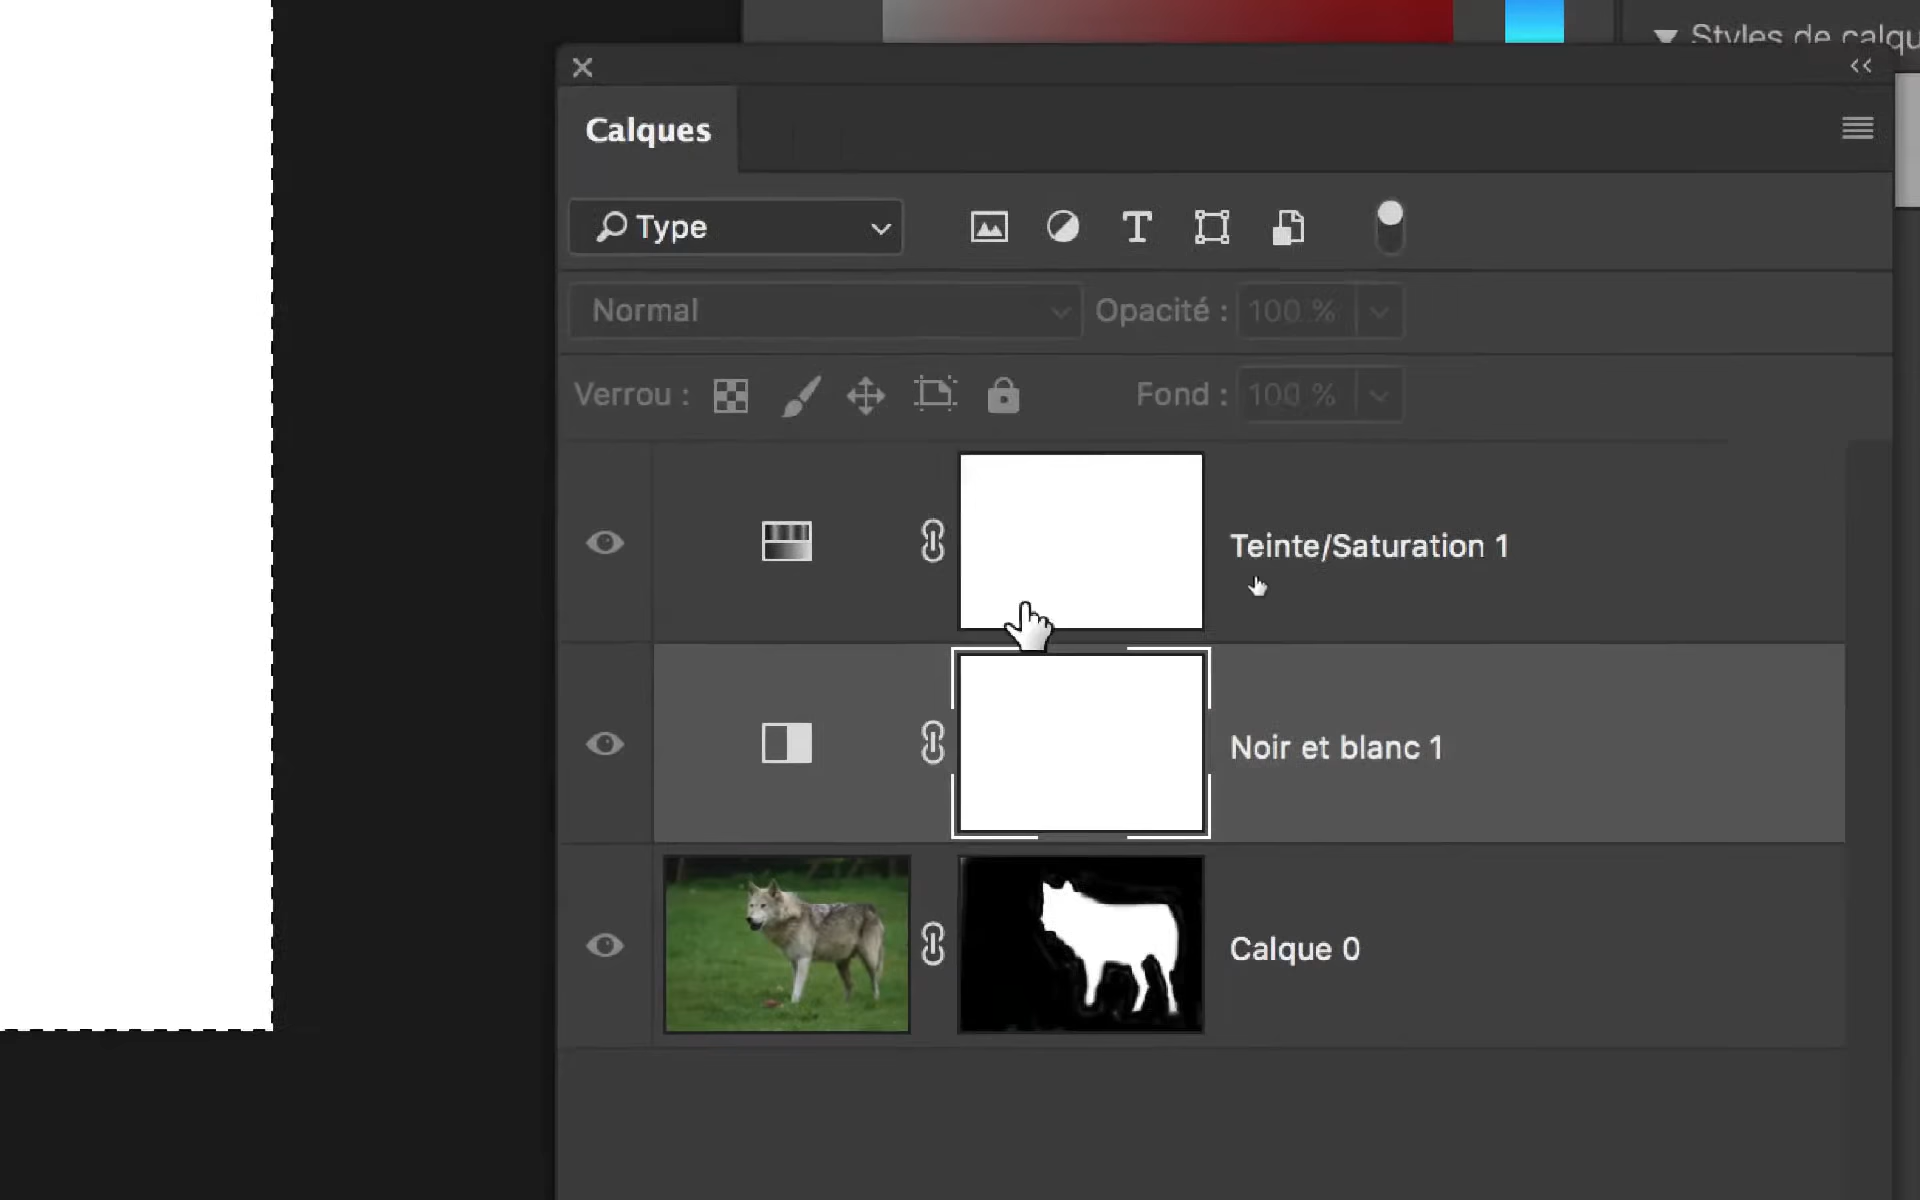 Styles de calqu
Calques
Type
Normal
Opacité : 100 %
Verrou :
Fond : 100 %
Teinte/Saturation 1
Noir et blanc 1
Calque 0